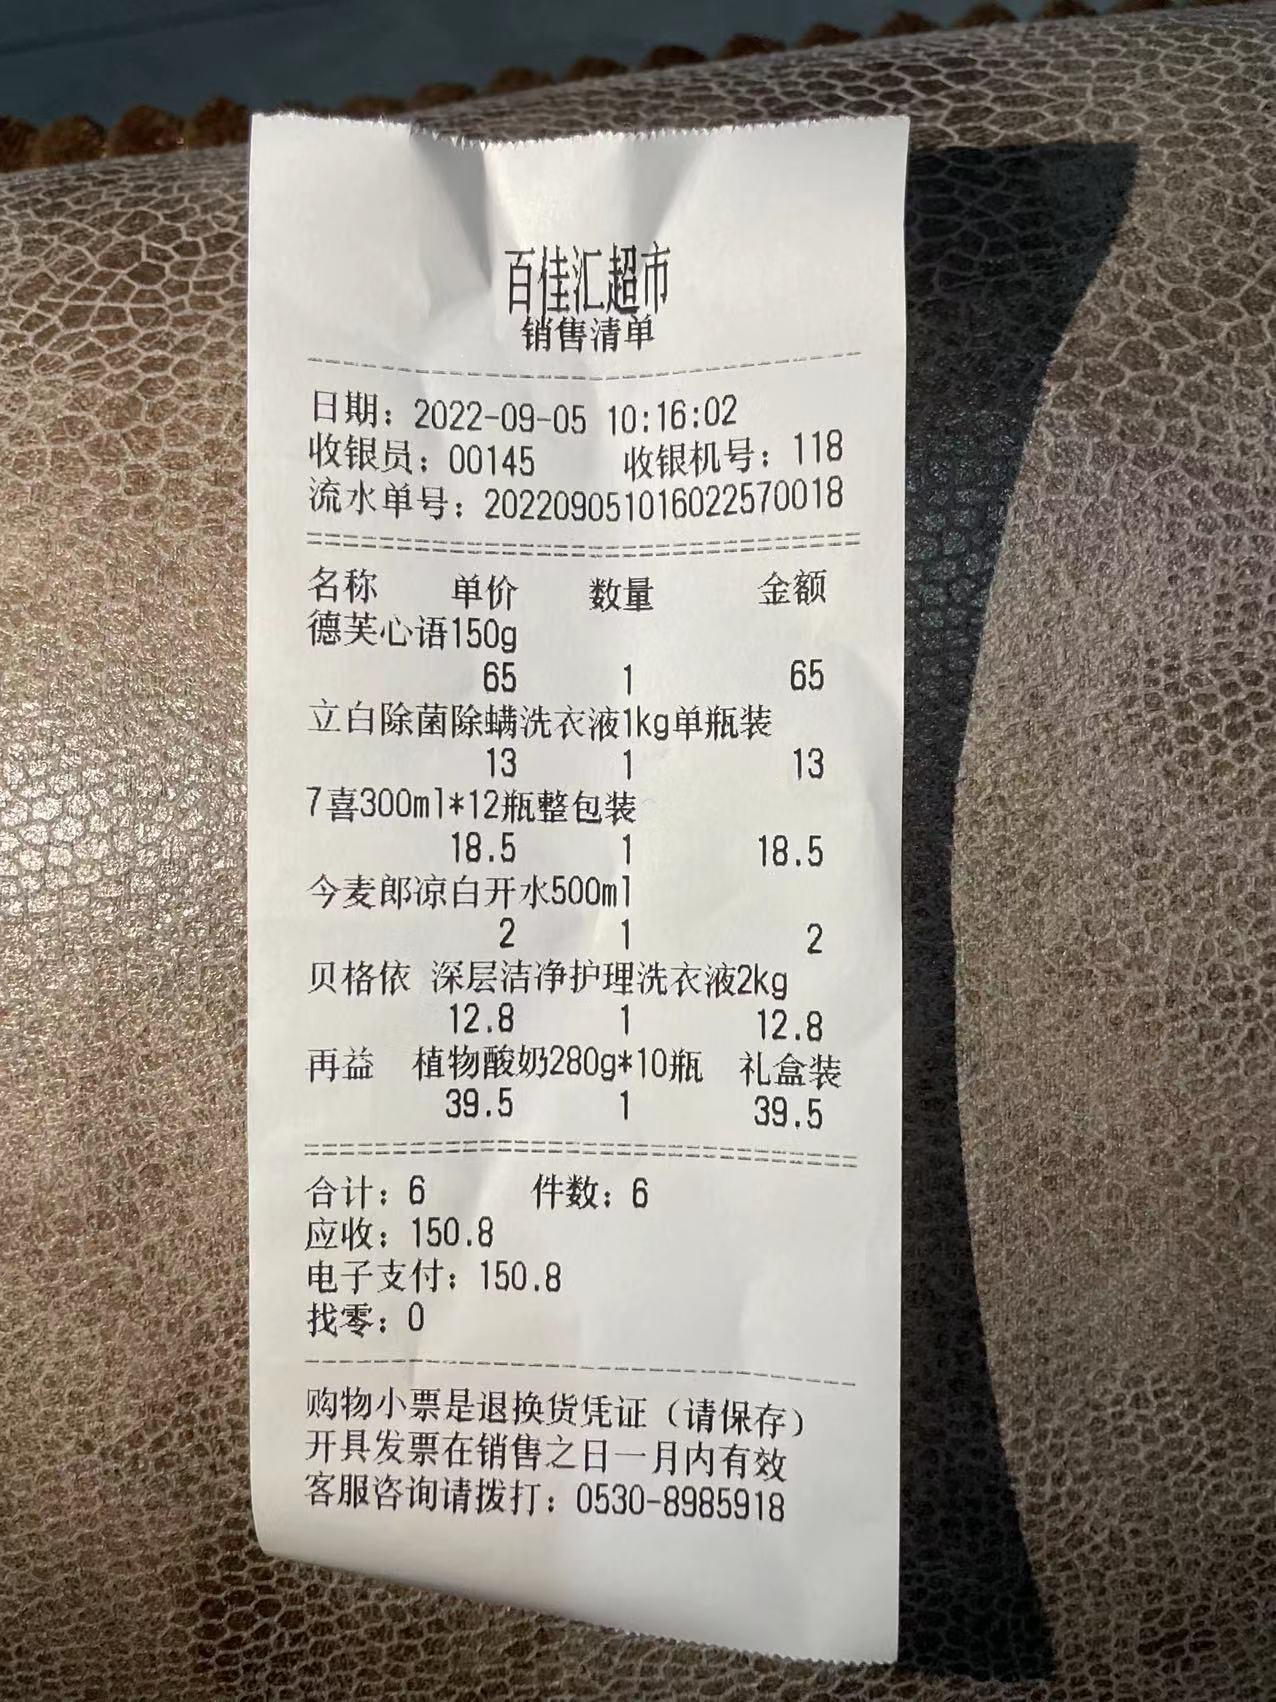 百佳汇超市
销售清单
日期：2022-09-05 10:16:02
收银员：00145 收银机号：118
流水单号：20220905101602257​0018
名称 单价 数量 金额
德芙心语150g
65 1 65
立白除菌除螨洗衣液1kg单瓶装
13 1 13
7喜300ml*12瓶整包装
18.5 1 18.5
今麦郎凉白开水500ml
2 1 2
贝格依 深层洁净护理洗衣液2kg
12.8 1 12.8
再益 植物酸奶280g*10瓶 礼盒装
39.5 1 39.5
合计：6 件数：6
应收：150.8
电子支付：150.8
找零：0
购物小票是退换货凭证（请保存）
开具发票在销售之日一月内有效
客服咨询请拨打：0530-8985918